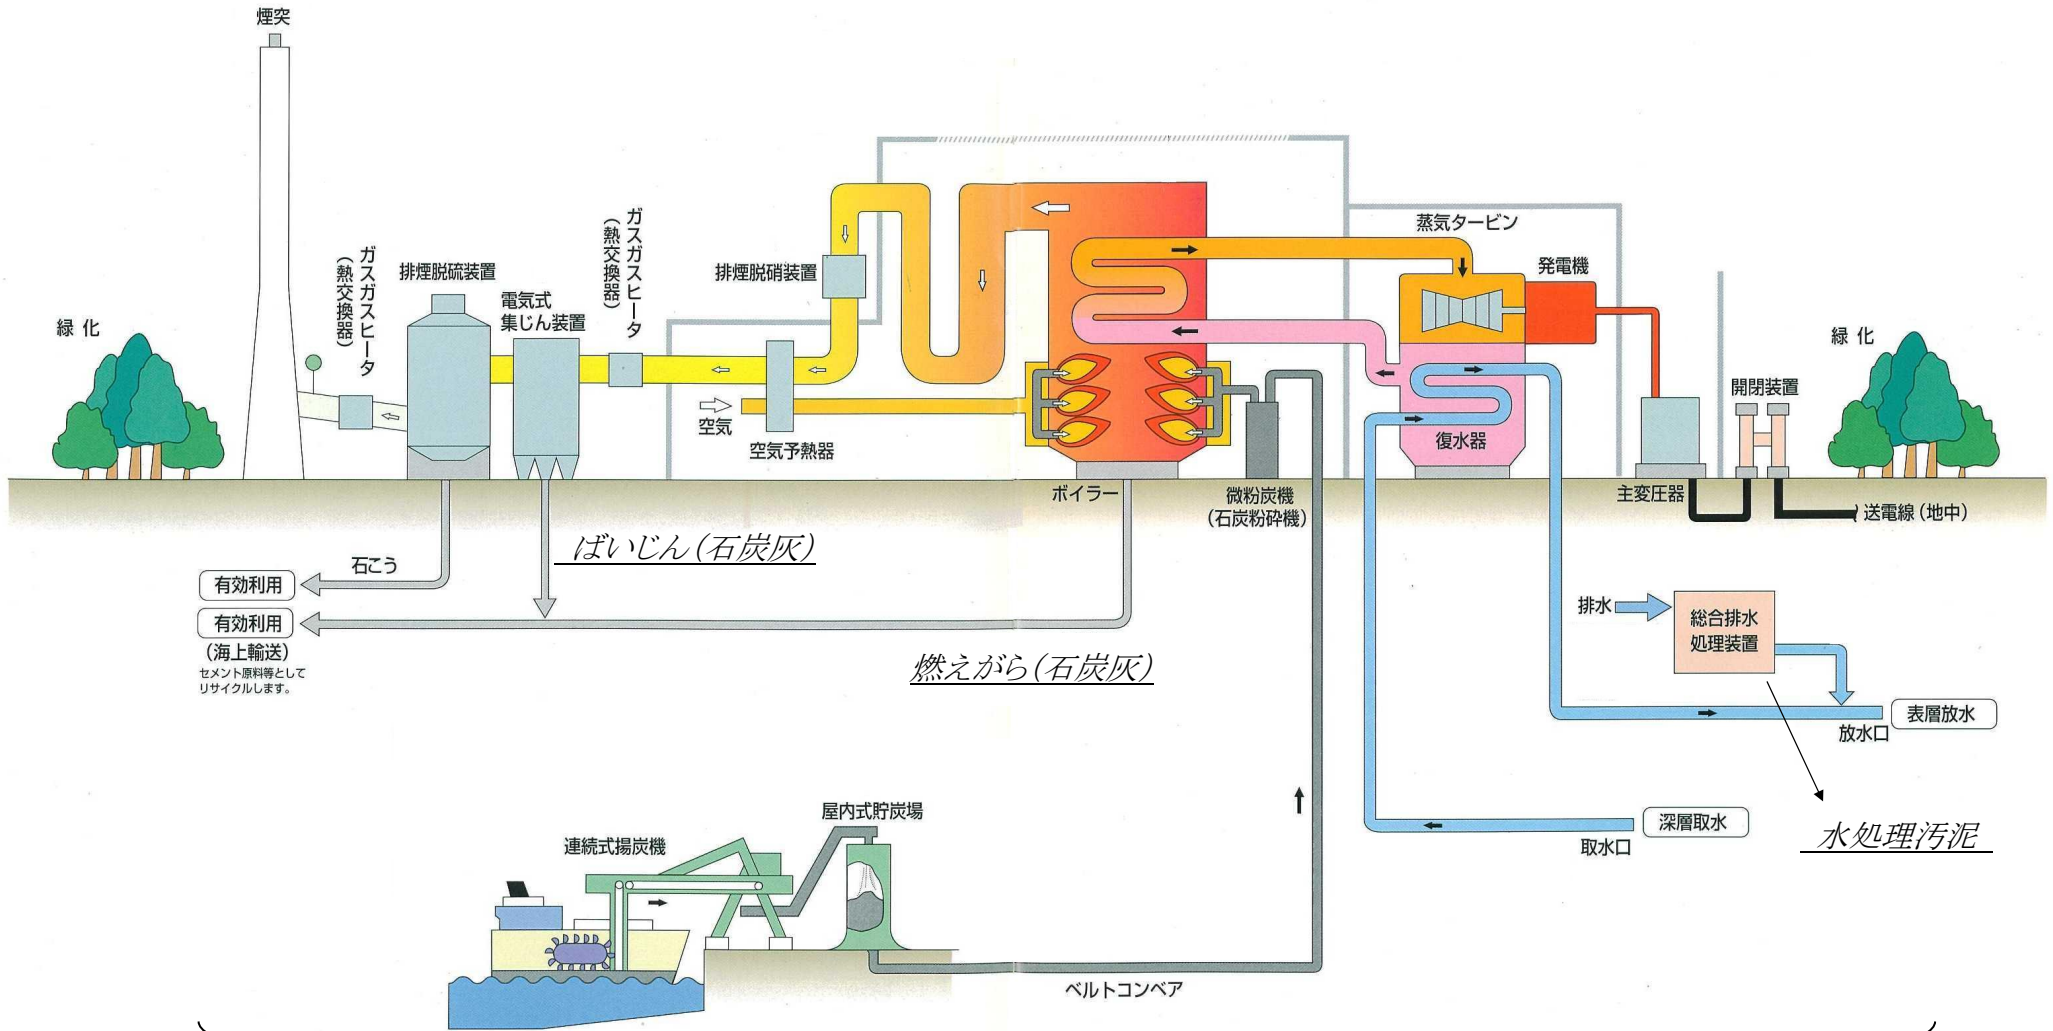 煙突
ガスガスヒータ
(熱交換器)
排煙脱硫装置
電気式
集じん装置
ガスガスヒータ
(熱交換器)
排煙脱硝装置
蒸気タービン
発電機
緑 化
緑 化
開閉装置
空気
空気予熱器
復水器
ボイラー
微粉炭機
(石炭粉砕機)
主変圧器
送電線(地中)
ばいじん(石炭灰)
石こう
有効利用
有効利用
(海上輸送)
セメント原料等として
リサイクルします。
燃えがら(石炭灰)
排水
総合排水
処理装置
表層放水
放水口
深層取水
取水口
水処理汚泥
屋内式貯炭場
連続式揚炭機
ベルトコンベア